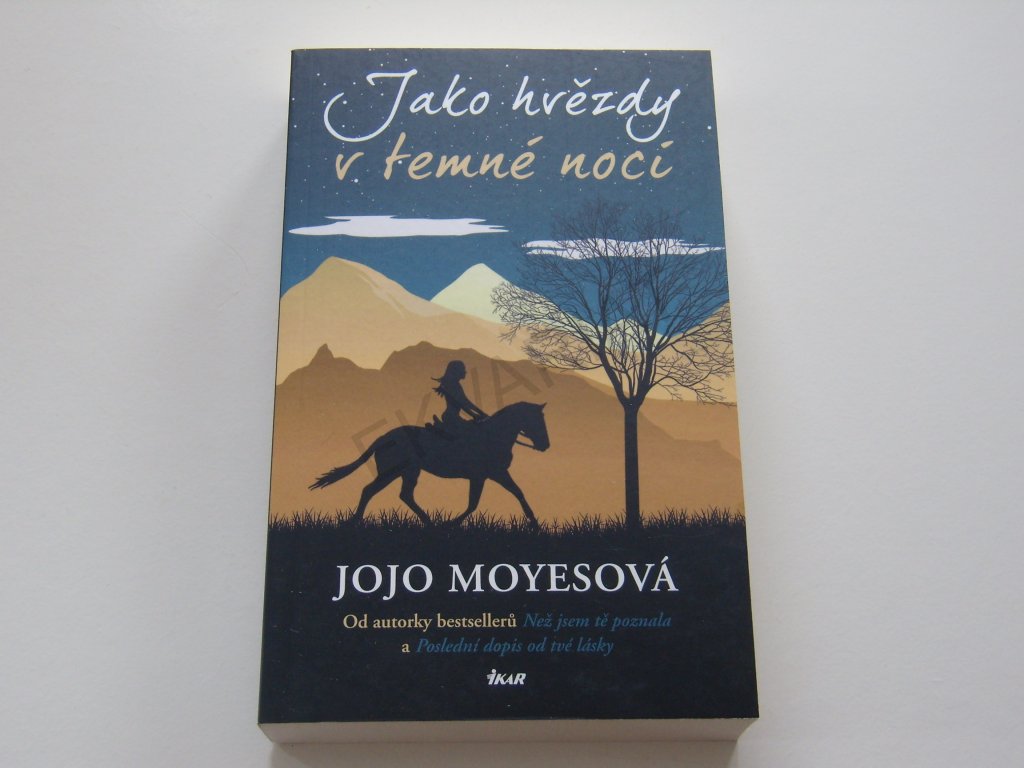 Jako hvězdy
v temné noci
JOJO MOYESOVÁ
Od autorky bestsellerů Než jsem tě poznala
a Poslední dopis od tvé lásky
IKAR